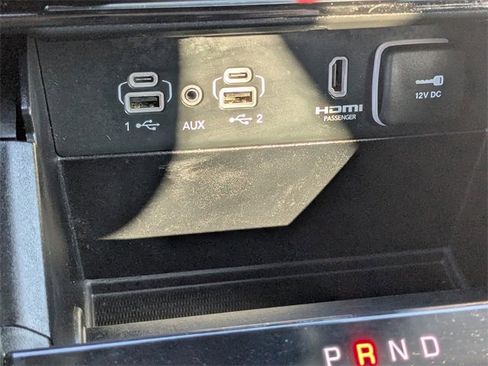 1 AUX 2
HDMI
PASSENGER
12V DC
P R N D